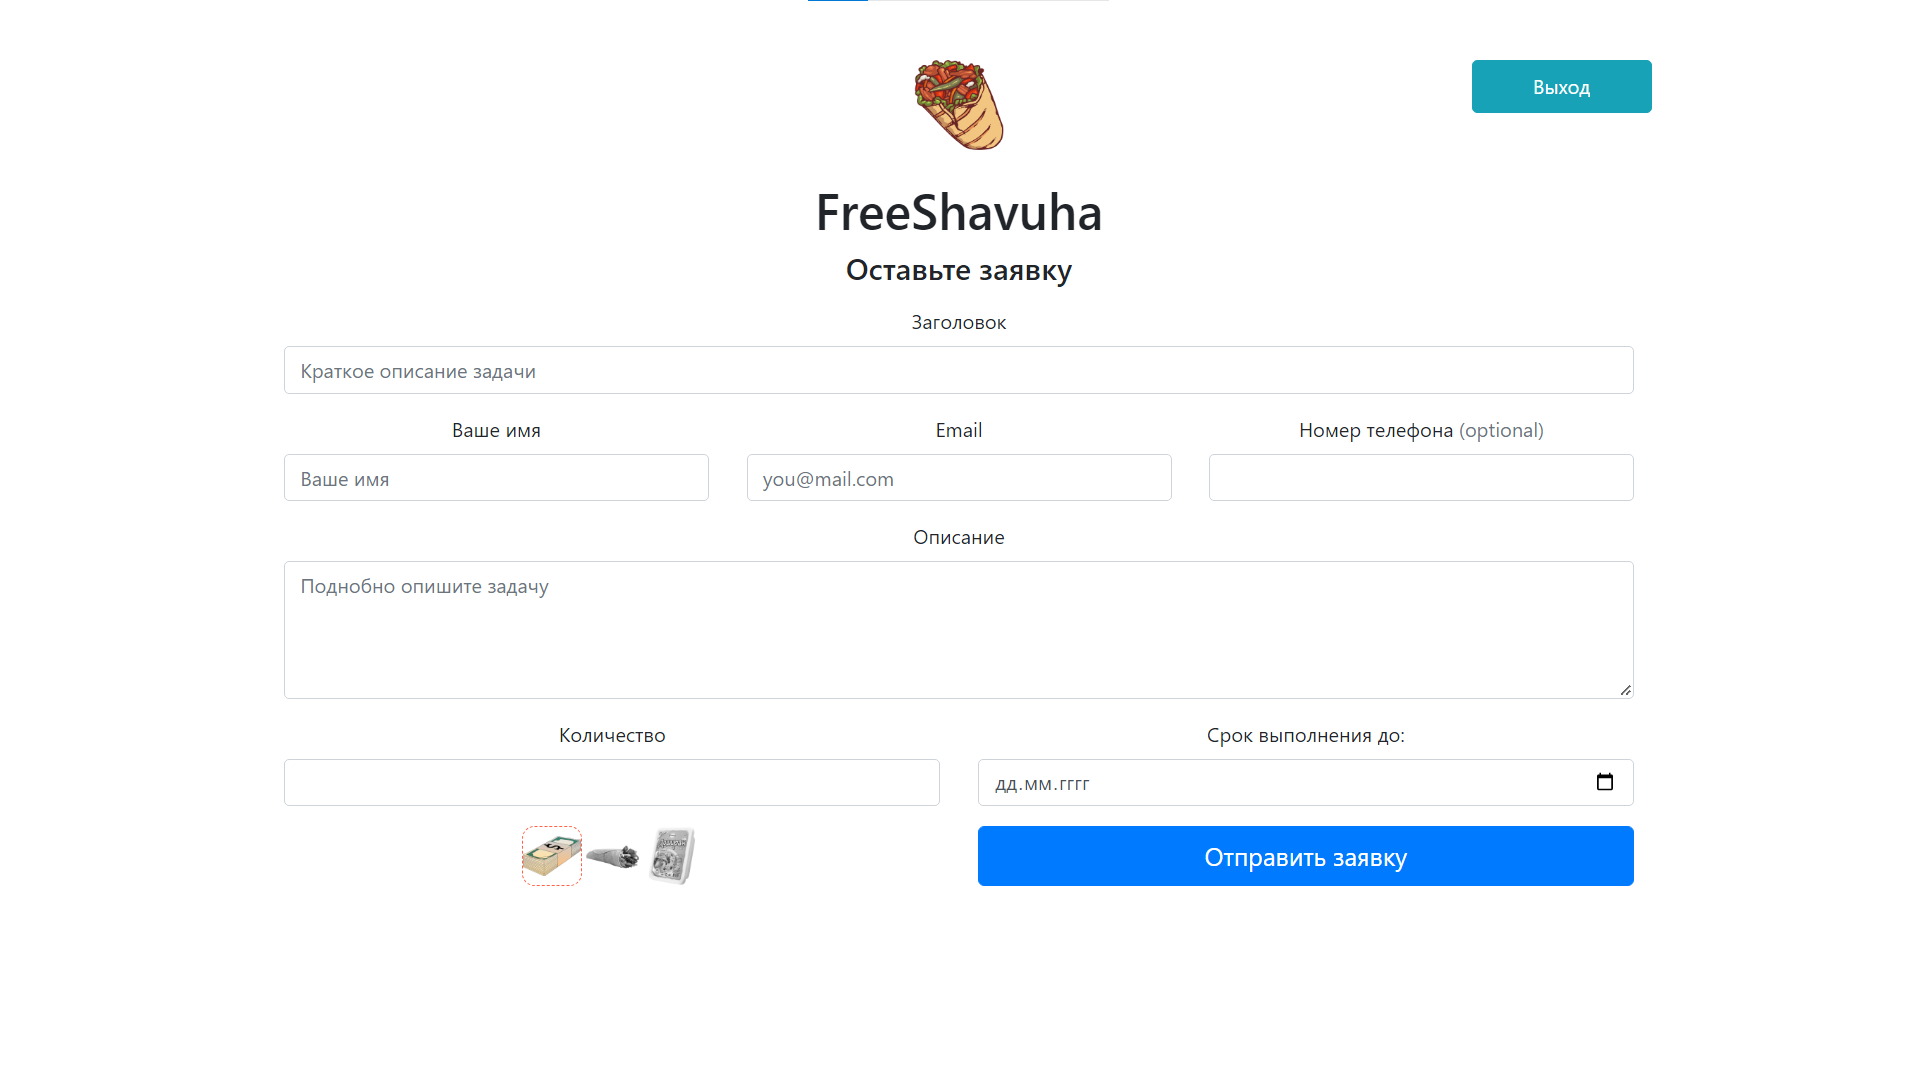 Выход
FreeShavuha
Оставьте заявку
Заголовок
Краткое описание задачи
Ваше имя
Email
Номер телефона (optional)
Ваше имя
you@mail.com
Описание
Поднобно опишите задачу
Количество
Срок выполнения до:
дд.мм.гггг
Отправить заявку